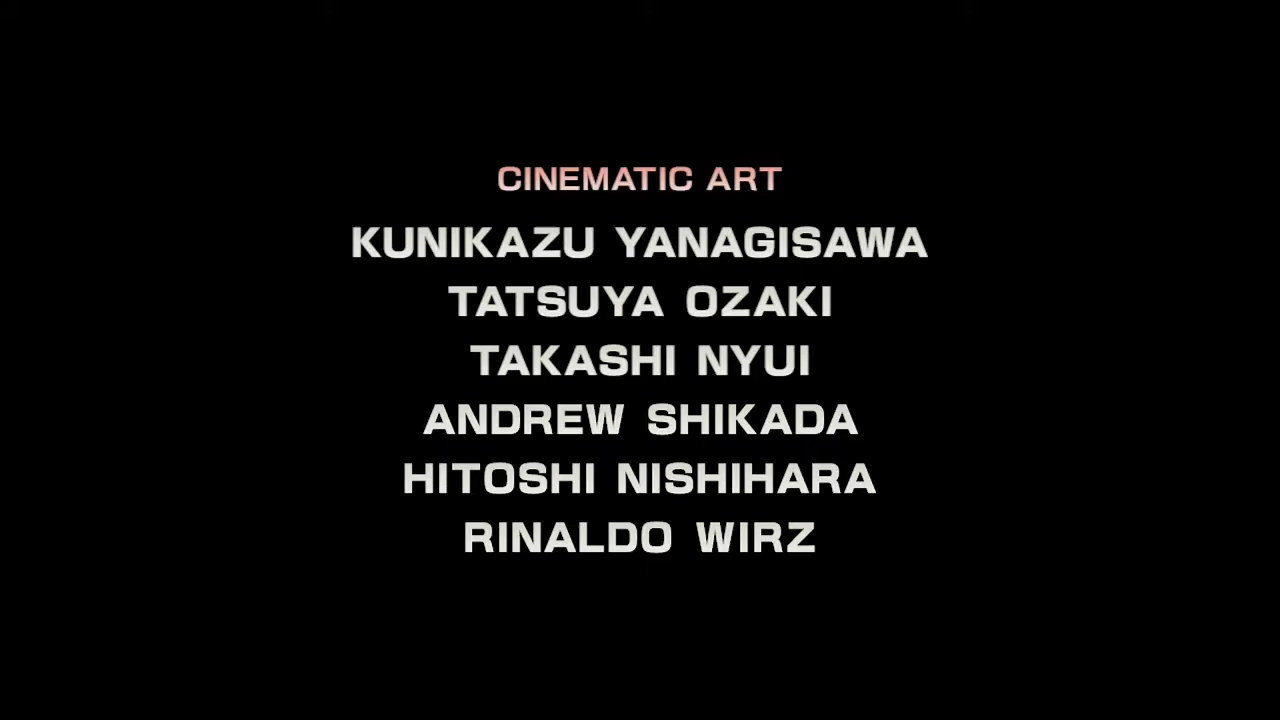 CINEMATIC ART
KUNIKAZU YANAGISAWA
TATSUYA OZAKI
TAKASHI NYUI
ANDREW SHIKADA
HITOSHI NISHIHARA
RINALDO WIRZ